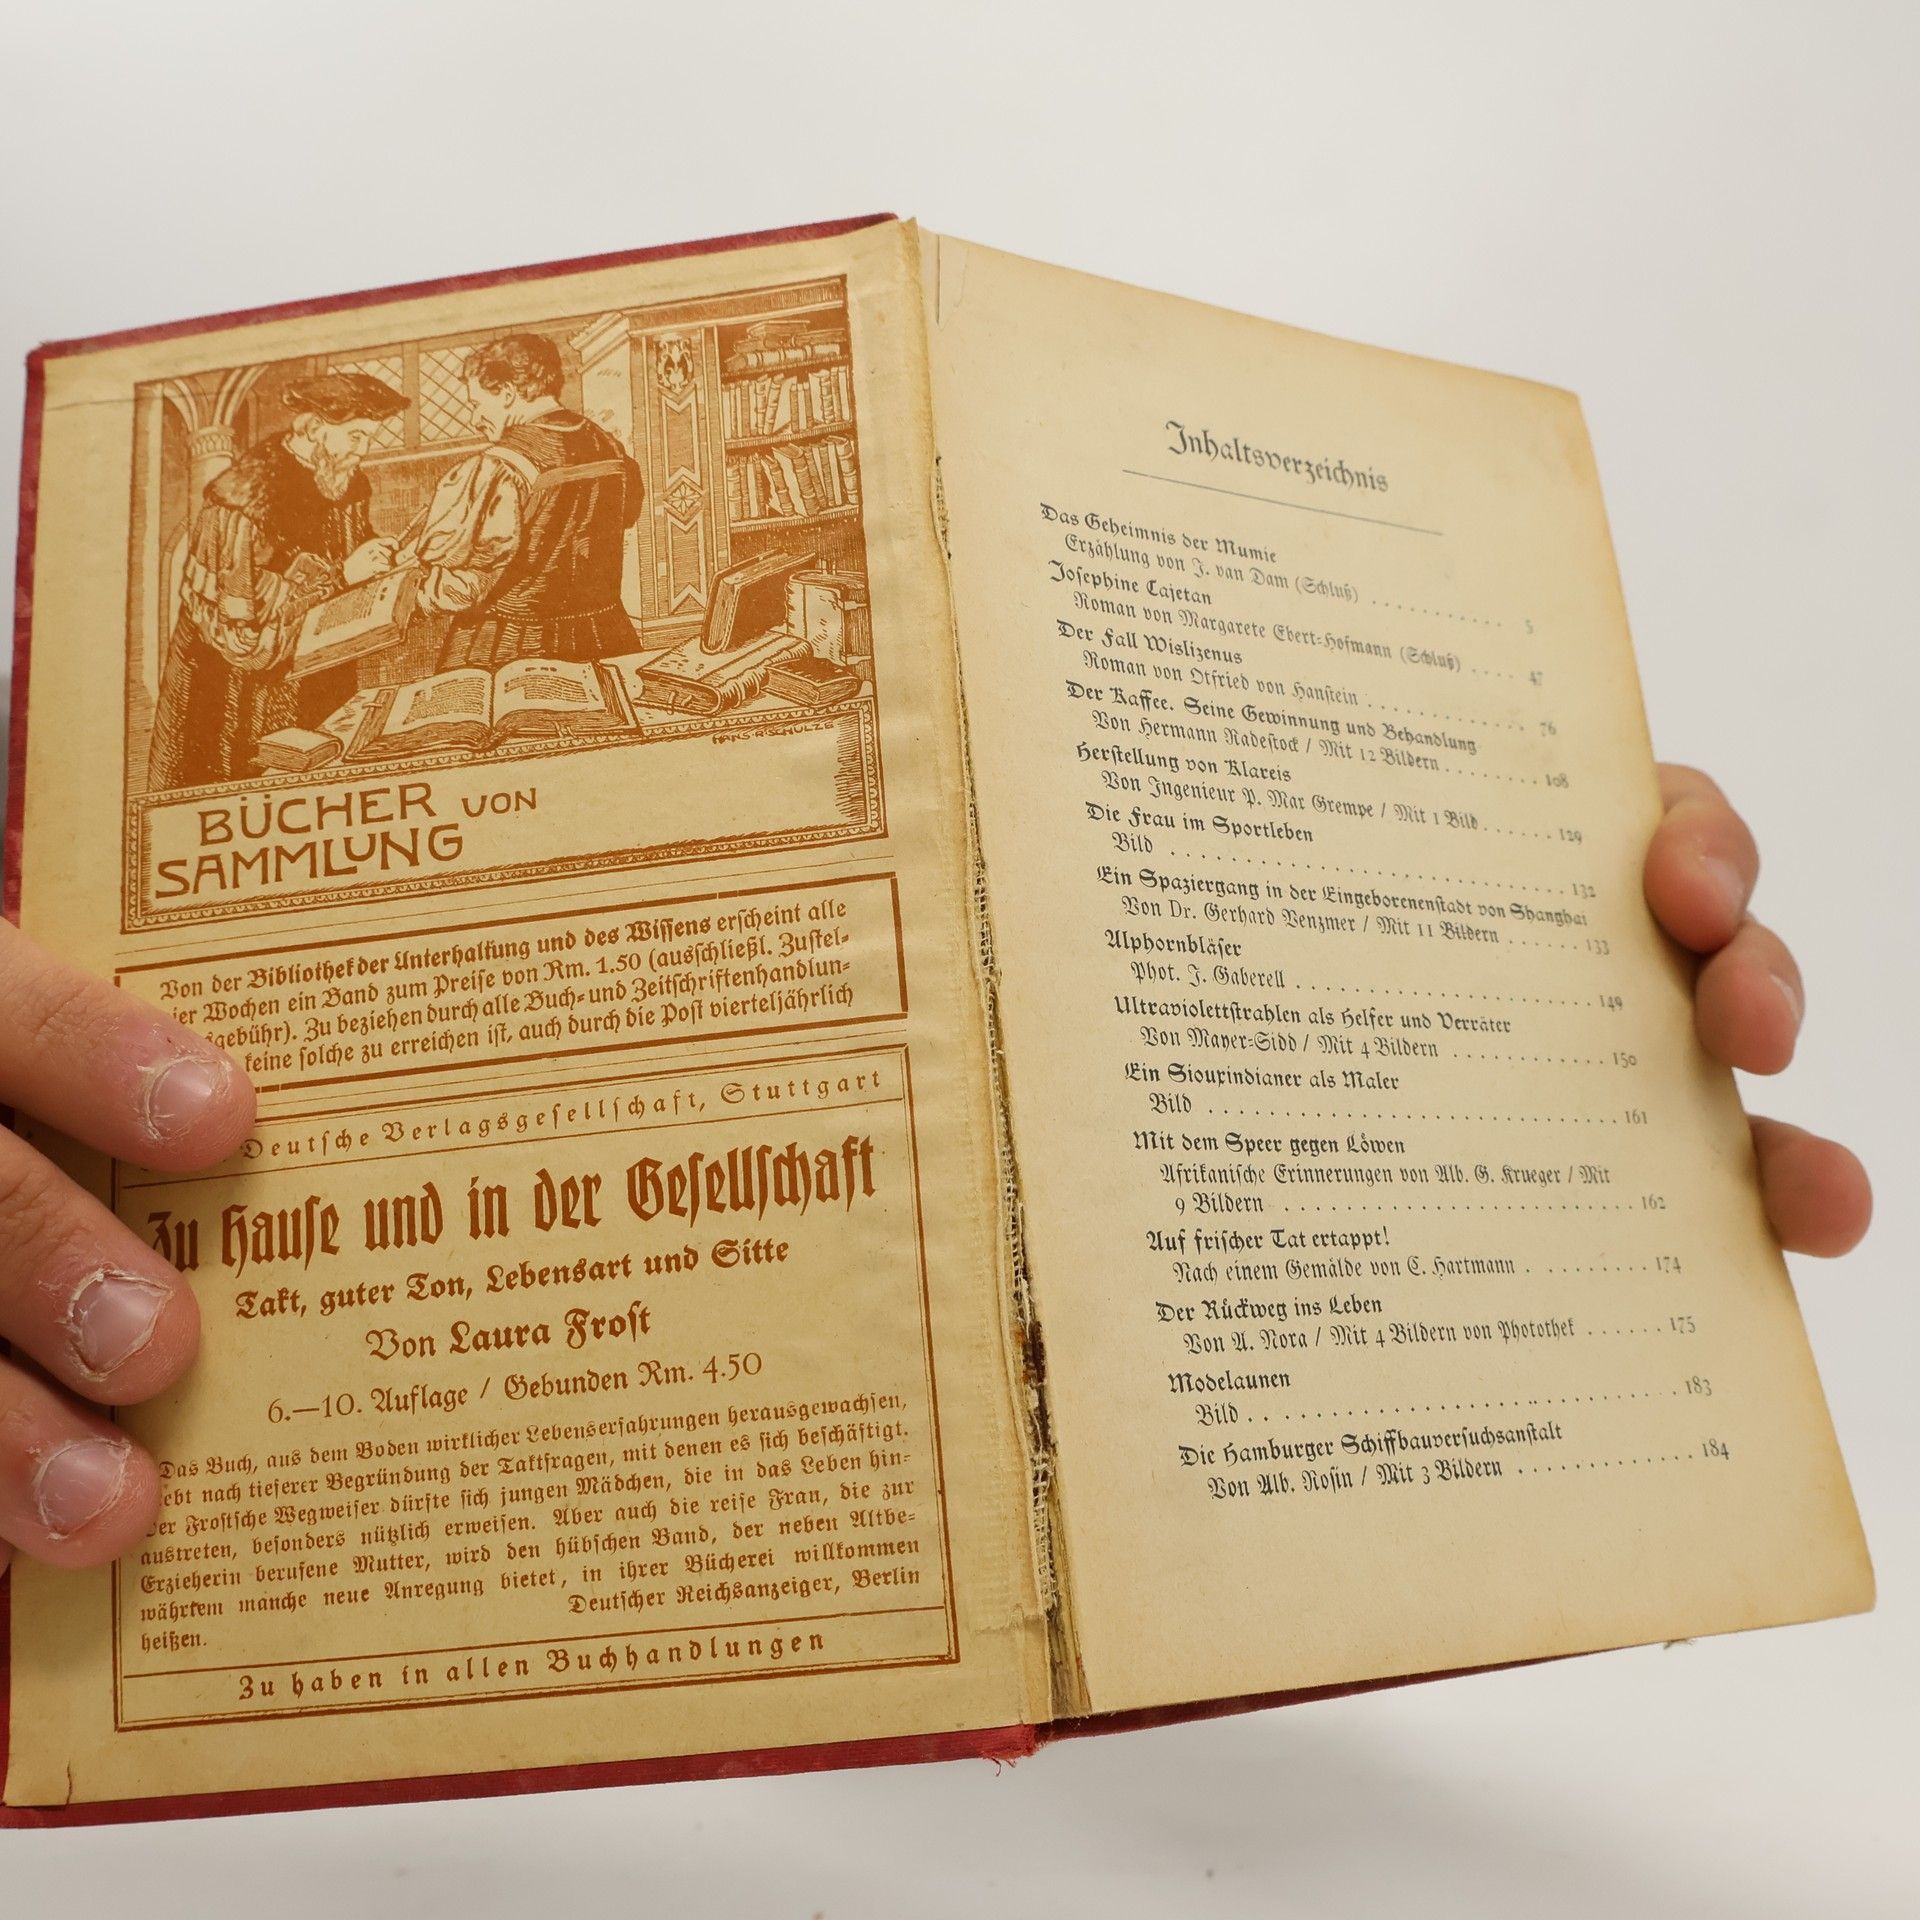 HANS·R·SCHULZE
BÜCHER VON
SAMMLUNG
Von der Bibliothek der Unterhaltung und des Wissens erscheint alle
vier Wochen ein Band zum Preise von Rm. 1.50 (ausschließl. Zustel-
gebühr). Zu beziehen durch alle Buch- und Zeitschriftenhandlun-
keine solche zu erreichen ist, auch durch die Post vierteljährlich
Deutsche Verlagsgesellschaft, Stuttgart
Zu Hause und in der Gesellschaft
Takt, guter Ton, Lebensart und Sitte
Von Laura Frost
6.—10. Auflage / Gebunden Rm. 4.50
Das Buch, aus dem Boden wirklicher Lebenserfahrungen herausgewachsen,
nach tieferer Begründung der Taktfragen, mit denen es sich beschäftigt.
Der Frostsche Wegweiser dürfte sich jungen Mädchen, die in das Leben hin-
austreten, besonders nützlich erweisen. Aber auch die reife Frau, die zur
Erzieherin berufene Mutter, wird den hübschen Band, der neben Altbe-
währtem manche neue Anregung bietet, in ihrer Bücherei willkommen
heißen. Deutscher Reichsanzeiger, Berlin
Zu haben in allen Buchhandlungen
Inhaltsverzeichnis
Das Geheimnis der Mumie
Erzählung von J. van Dam (Schluß) . . . . . . . . . . 5
Josephine Cajetan
Roman von Margarete Ebert-Hofmann (Schluß) . . . . 47
Der Fall Wislizenus
Roman von Otfried von Hanstein . . . . . . . . . . . . 76
Der Kaffee. Seine Gewinnung und Behandlung
Von Hermann Radestock / Mit 12 Bildern . . . . . . . . 108
Herstellung von Klareis
Von Ingenieur P. Max Grempe / Mit 1 Bild . . . . . . 129
Die Frau im Sportleben
Bild . . . . . . . . . . . . . . . . . . . . . . . . . . . . 132
Ein Spaziergang in der Eingeborenenstadt von Shanghai
Von Dr. Gerhard Venzmer / Mit 11 Bildern . . . . . . 133
Alphornbläser
Phot. J. Gaberell . . . . . . . . . . . . . . . . . . . . . . 149
Ultraviolettstrahlen als Helfer und Verräter
Von Mayer-Sidd / Mit 4 Bildern . . . . . . . . . . . . 150
Ein Siouxindianer als Maler
Bild . . . . . . . . . . . . . . . . . . . . . . . . . . . . 161
Mit dem Speer gegen Löwen
Afrikanische Erinnerungen von Alb. G. Krueger / Mit
9 Bildern . . . . . . . . . . . . . . . . . . . . . . . . 162
Auf frischer Tat ertappt!
Nach einem Gemälde von C. Hartmann . . . . . . . . . 174
Der Rückweg ins Leben
Von A. Nora / Mit 4 Bildern von Photothek . . . . . . 175
Modelaunen
Bild . . . . . . . . . . . . . . . . . . . . . . . . . . . . 183
Die Hamburger Schiffbauversuchsanstalt
Von Alb. Rosin / Mit 3 Bildern . . . . . . . . . . . . . 184